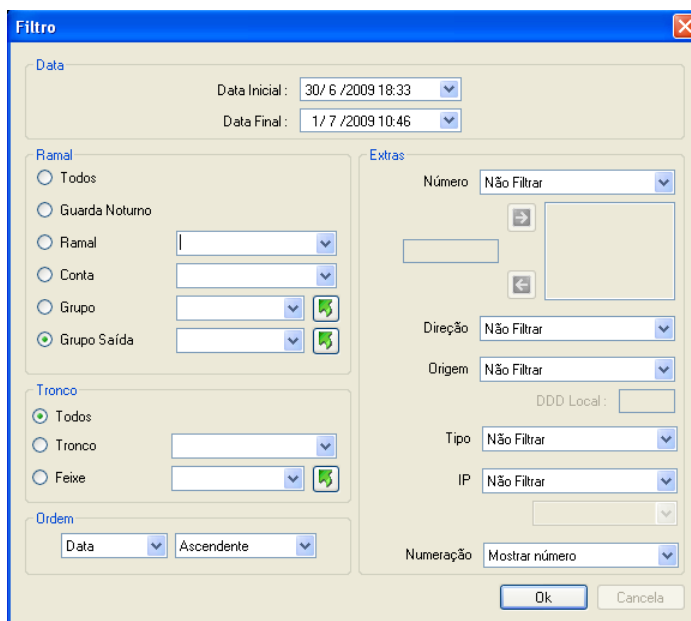 Filtro
Data
Data Inicial : 30/ 6 /2009 18:33
Data Final : 1/ 7 /2009 10:46
Ramal
Todos
Guarda Noturno
Ramal
Conta
Grupo
Grupo Saída
Tronco
Todos
Tronco
Feixe
Ordem
Data Ascendente
Extras
Número Não Filtrar
Direção Não Filtrar
Origem Não Filtrar
DDD Local :
Tipo Não Filtrar
IP Não Filtrar
Numeração Mostrar número
Ok Cancela